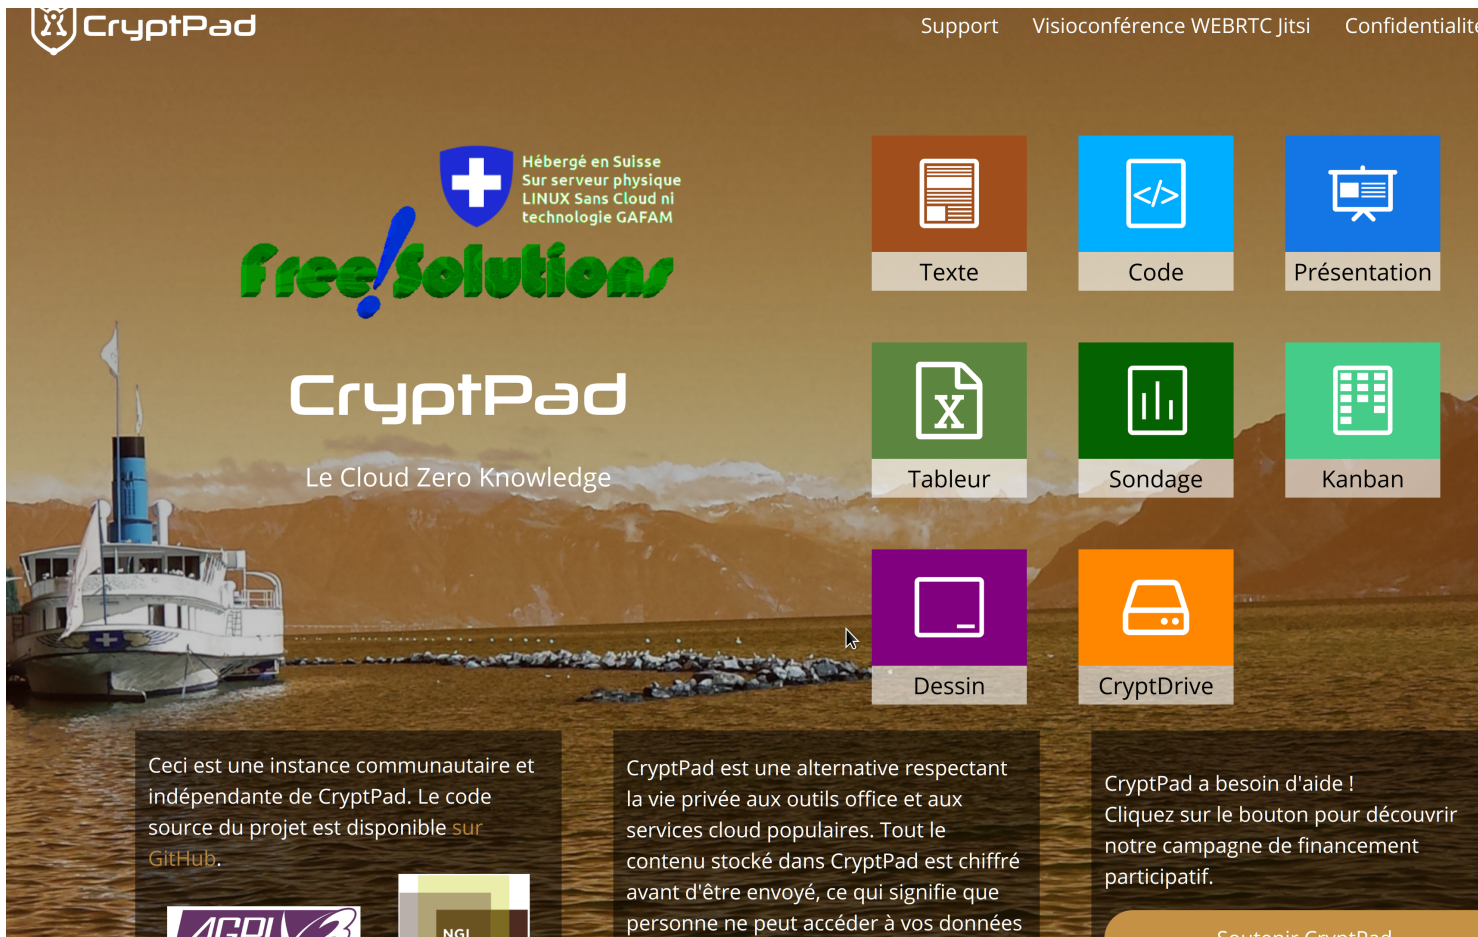 CryptPad
Support
Visioconférence WEBRTC Jitsi
Confidentialité
Hébergé en Suisse
Sur serveur physique
LINUX Sans Cloud ni
technologie GAFAM
Free!Solutions
CryptPad
Le Cloud Zero Knowledge
Texte
Code
</>
Présentation
X
Tableur
Sondage
Kanban
Dessin
CryptDrive
Ceci est une instance communautaire et
indépendante de CryptPad. Le code
source du projet est disponible sur
GitHub.
AGPLv3
NGI
CryptPad est une alternative respectant
la vie privée aux outils office et aux
services cloud populaires. Tout le
contenu stocké dans CryptPad est chiffré
avant d'être envoyé, ce qui signifie que
personne ne peut accéder à vos données
CryptPad a besoin d'aide !
Cliquez sur le bouton pour découvrir
notre campagne de financement
participatif.
Soutenir CryptPad